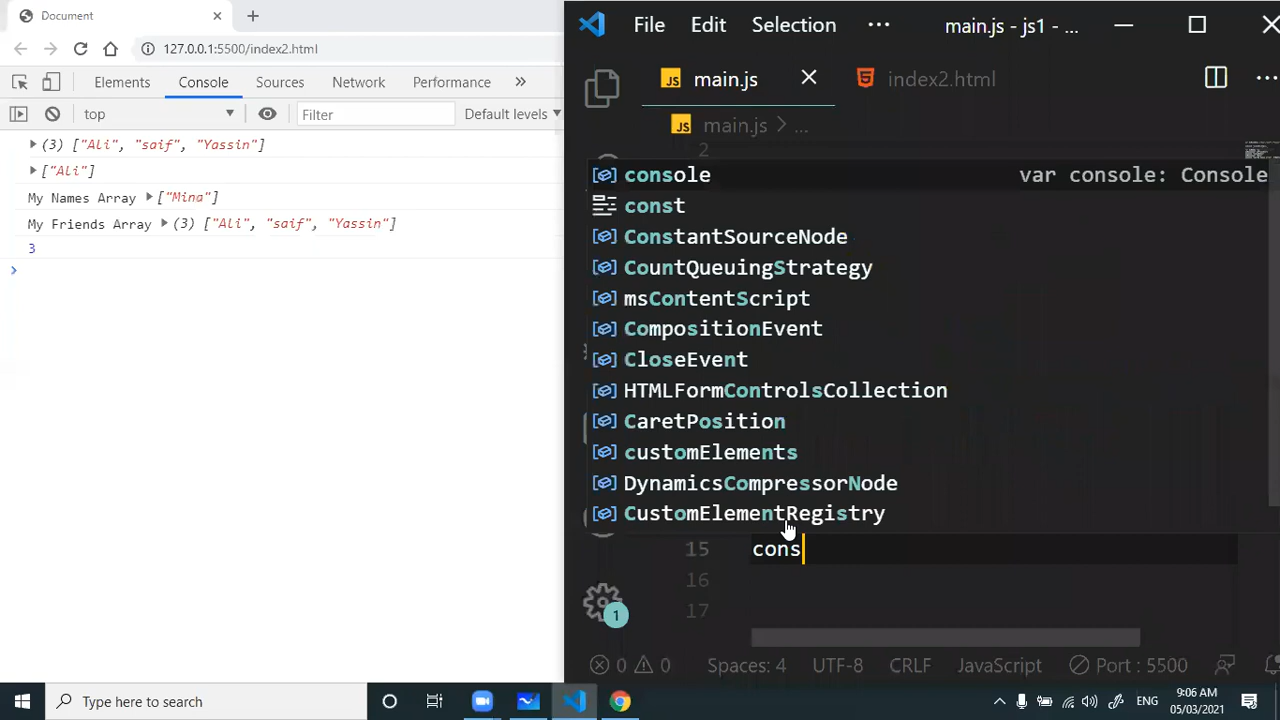 Document
127.0.0.1:5500/index2.html
Elements Console Sources Network Performance »
top Filter Default levels
(3) ["Ali", "saif", "Yassin"]
["Ali"]
My Names Array ["Mina"]
My Friends Array (3) ["Ali", "saif", "Yassin"]
3
File Edit Selection ··· main.js - js1 - ...
JS main.js index2.html ···
JS main.js > ...
2
console var console: Console
const
ConstantSourceNode
CountQueuingStrategy
msContentScript
CompositionEvent
CloseEvent
HTMLFormControlsCollection
CaretPosition
customElements
DynamicsCompressorNode
CustomElementRegistry
15 cons
16
17
1
0 0 Spaces: 4 UTF-8 CRLF JavaScript Port : 5500
Type here to search
ENG
9:06 AM
05/03/2021